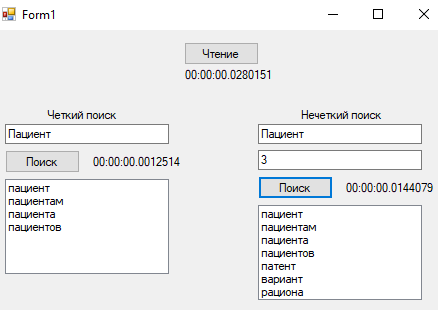 Form1
Чтение
00:00:00.0280151
Четкий поиск
Пациент
Поиск
00:00:00.0012514
пациент
пациентам
пациента
пациентов
Нечеткий поиск
Пациент
3
Поиск
00:00:00.0144079
пациент
пациентам
пациента
пациентов
патент
вариант
рациона